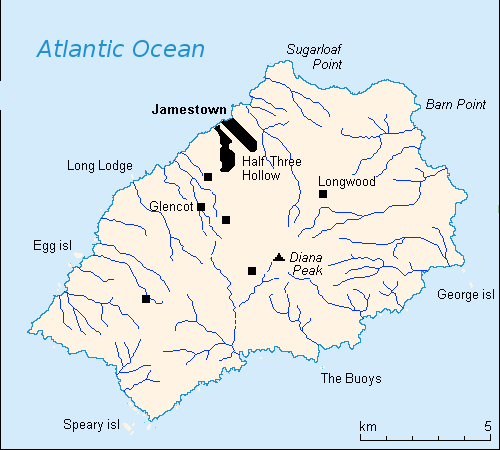 Atlantic Ocean
Sugarloaf
Point
Jamestown
Barn Point
Half Three
Hollow
Long Lodge
Longwood
Glencot
Egg isl
Diana
Peak
George isl
The Buoys
Speary isl
km 5